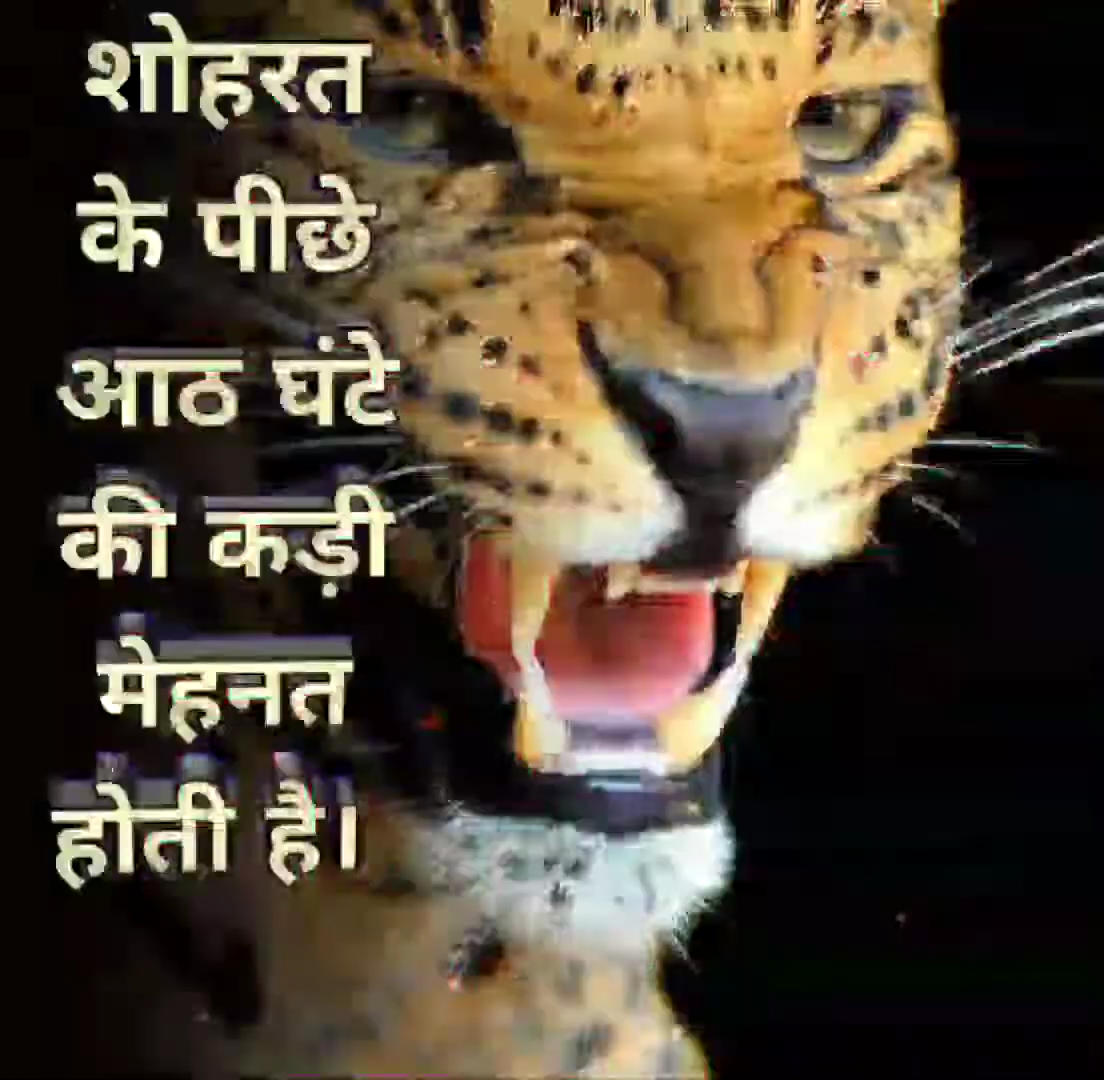 शोहरत
के पीछे
आठ घंटे
की कड़ी
मेहनत
होती है।